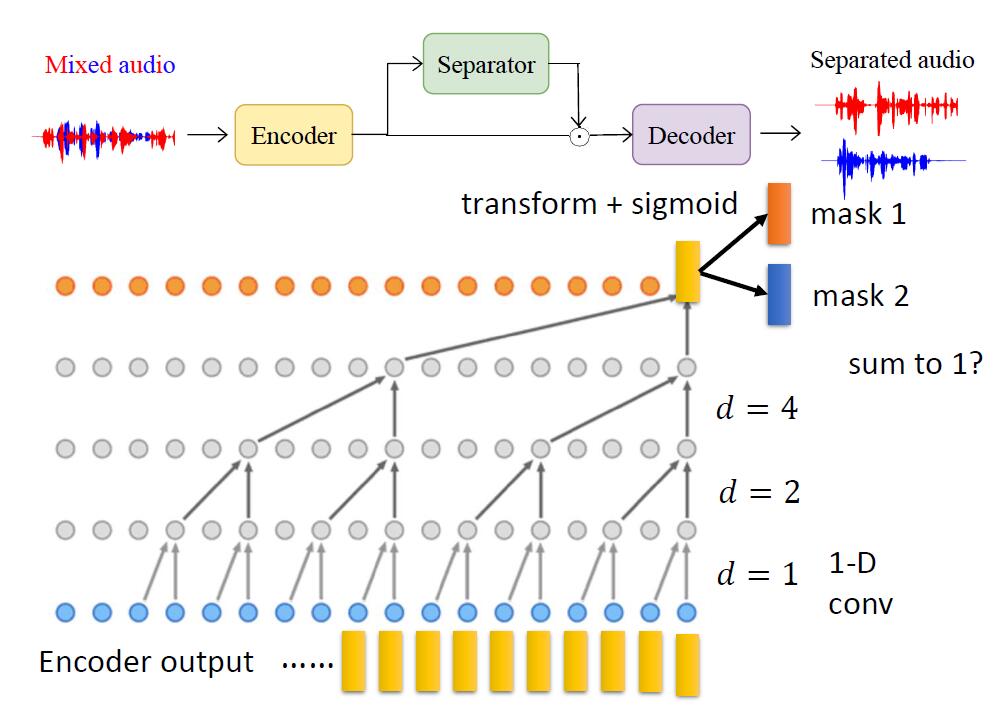 Mixed audio
Separator
Separated audio
Encoder
Decoder
transform + sigmoid
mask 1
mask 2
sum to 1?
d = 4
d = 2
d = 1
1-D
conv
Encoder output ……